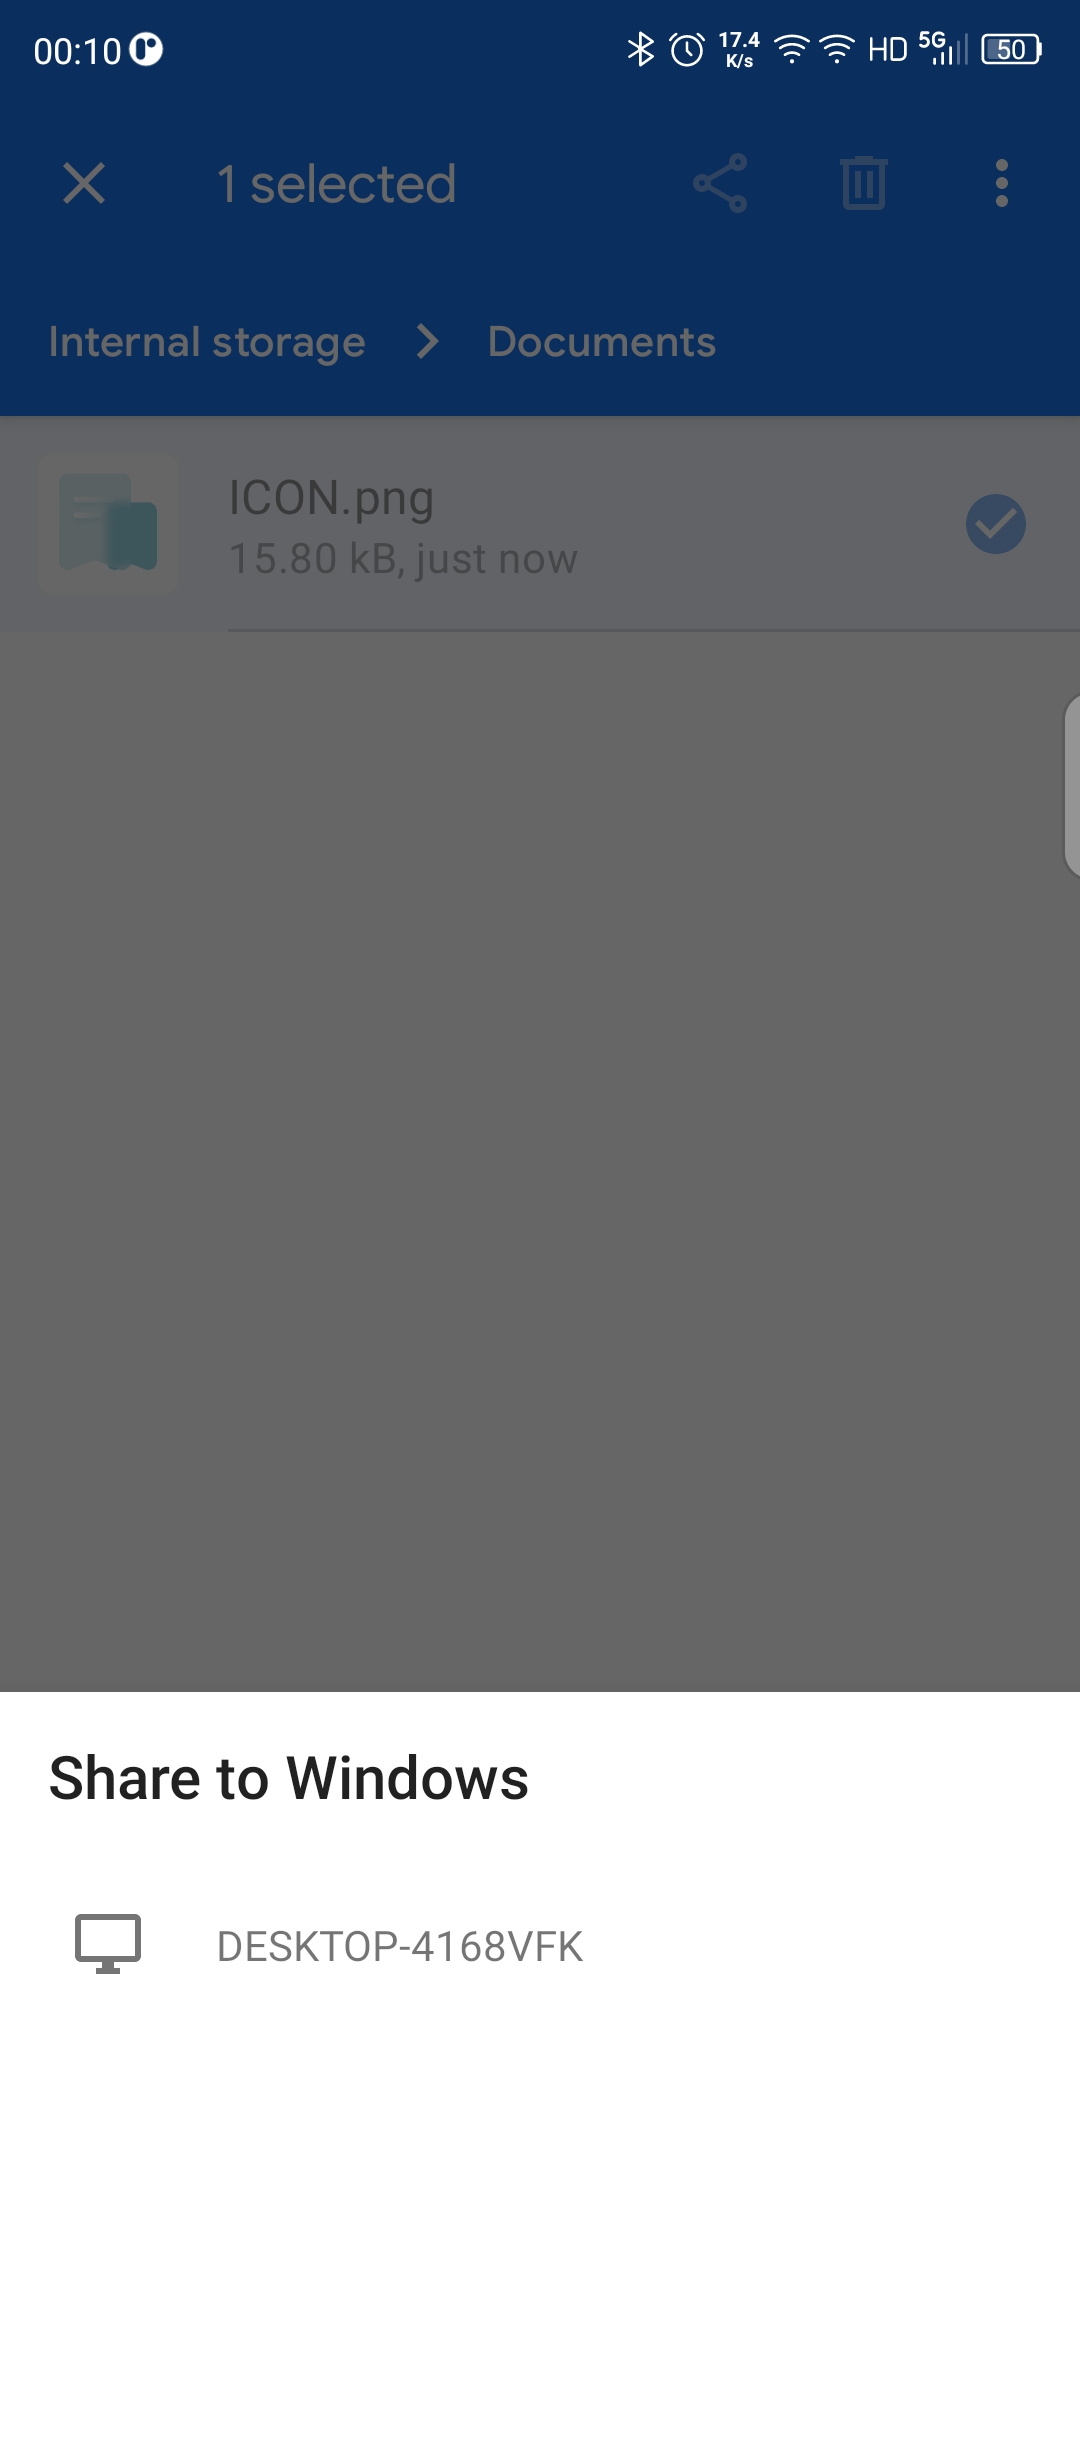 00:10
17.4
K/s
HD
5G
50
1 selected
Internal storage
Documents
ICON.png
15.80 kB, just now
Share to Windows
DESKTOP-4168VFK